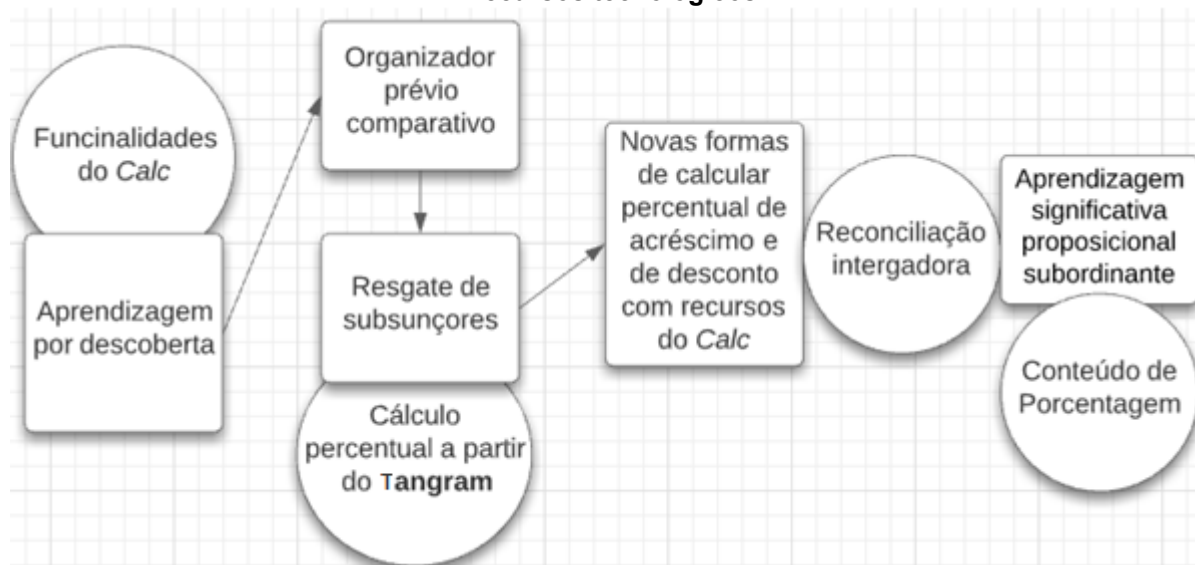 Funcinalidades
do Calc
Aprendizagem
por descoberta
Organizador
prévio
comparativo
Resgate de
subsunçores
Cálculo
percentual a partir
do Tangram
Novas formas
de calcular
percentual de
acréscimo e
de desconto
com recursos
do Calc
Reconciliação
intergadora
Aprendizagem
significativa
proposicional
subordinante
Conteúdo de
Porcentagem